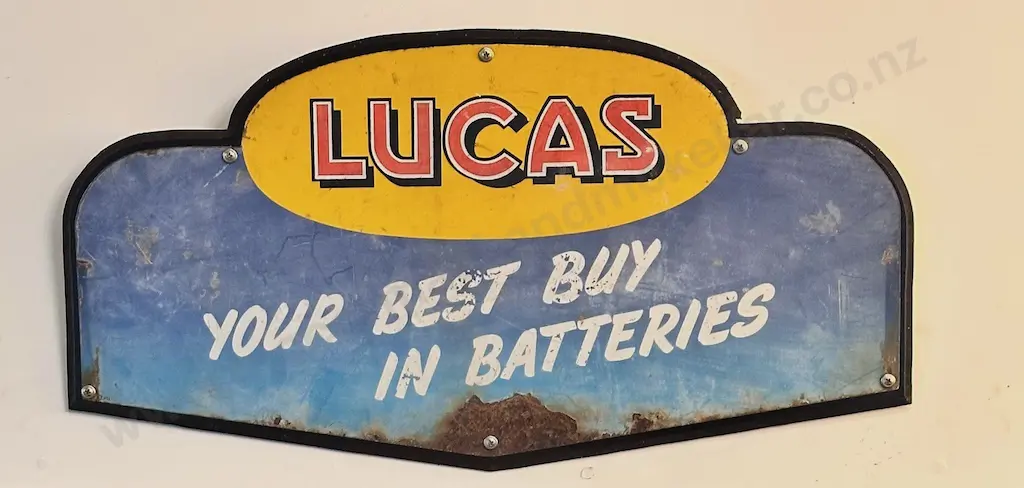 LUCAS
YOUR BEST BUY
IN BATTERIES